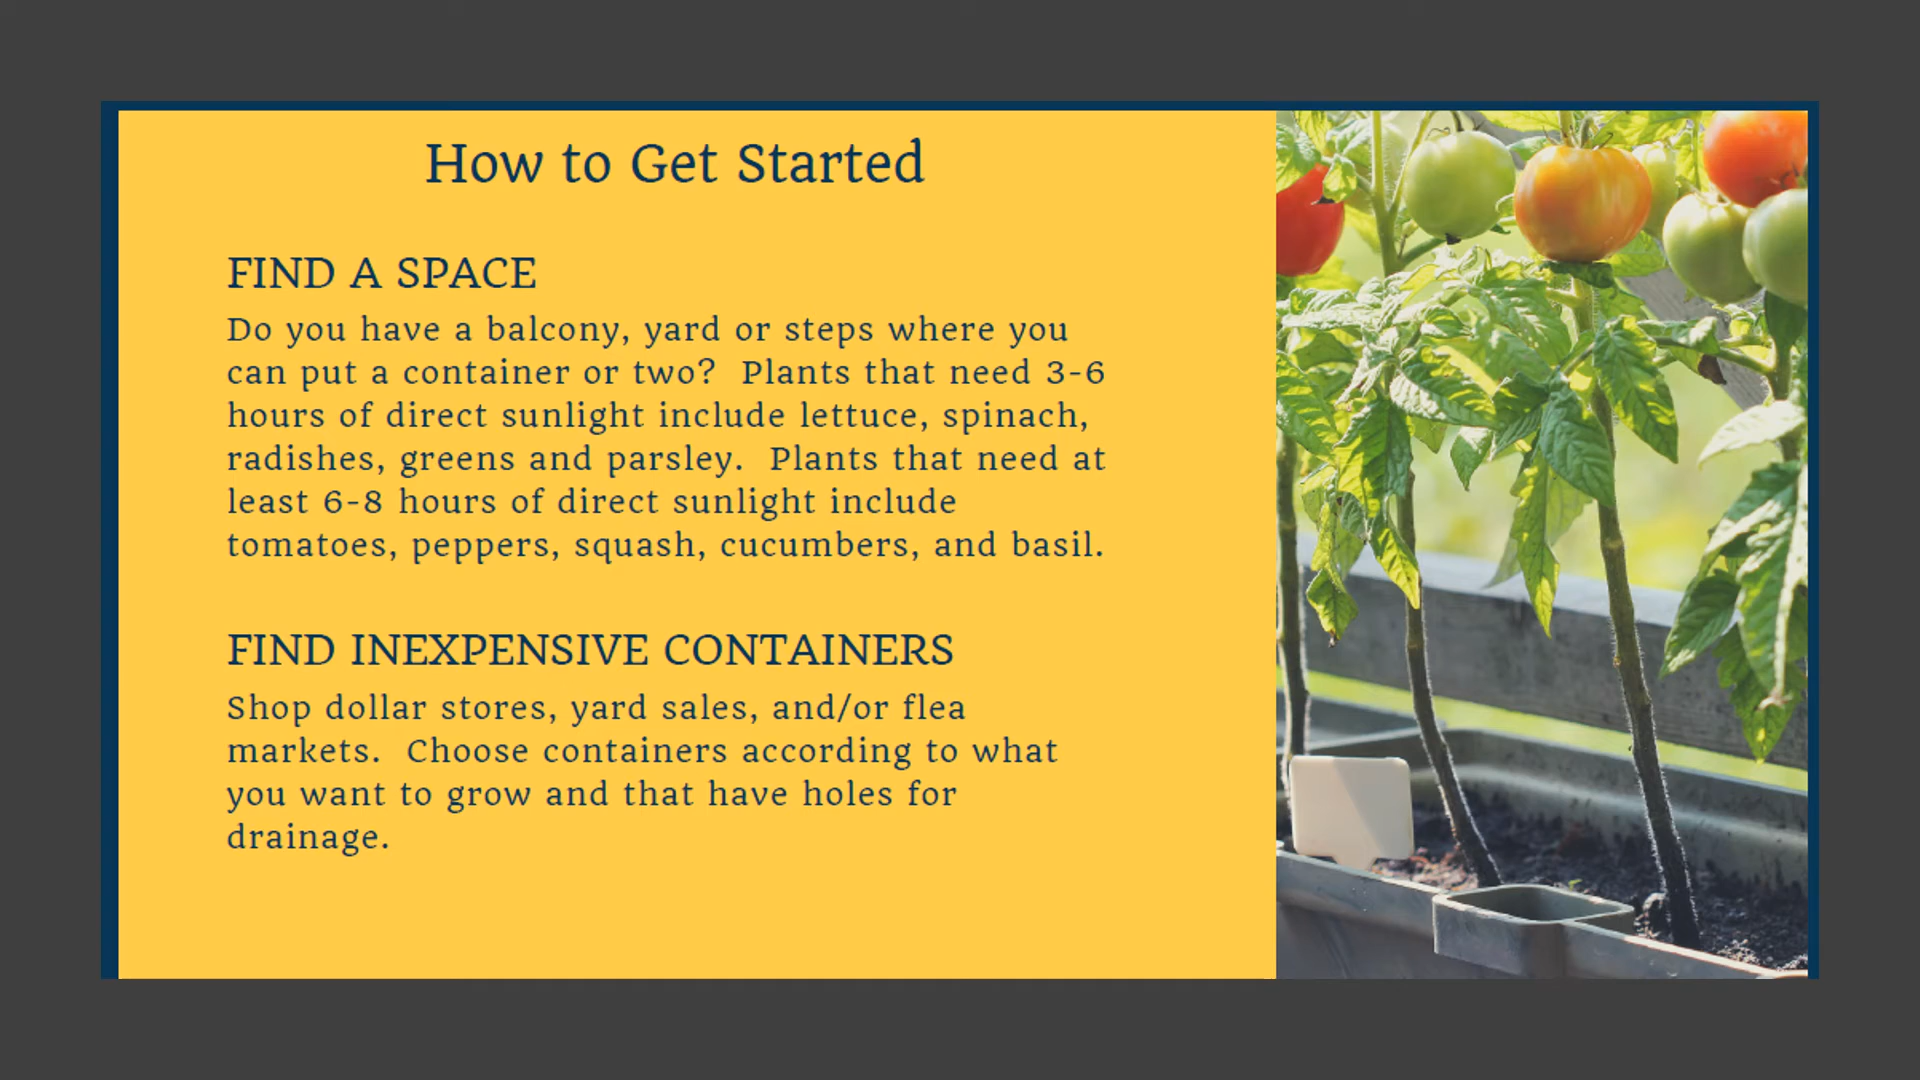 How to Get Started
FIND A SPACE
Do you have a balcony, yard or steps where you
can put a container or two?  Plants that need 3-6
hours of direct sunlight include lettuce, spinach,
radishes, greens and parsley.  Plants that need at
least 6-8 hours of direct sunlight include
tomatoes, peppers, squash, cucumbers, and basil.
FIND INEXPENSIVE CONTAINERS
Shop dollar stores, yard sales, and/or flea
markets.  Choose containers according to what
you want to grow and that have holes for
drainage.